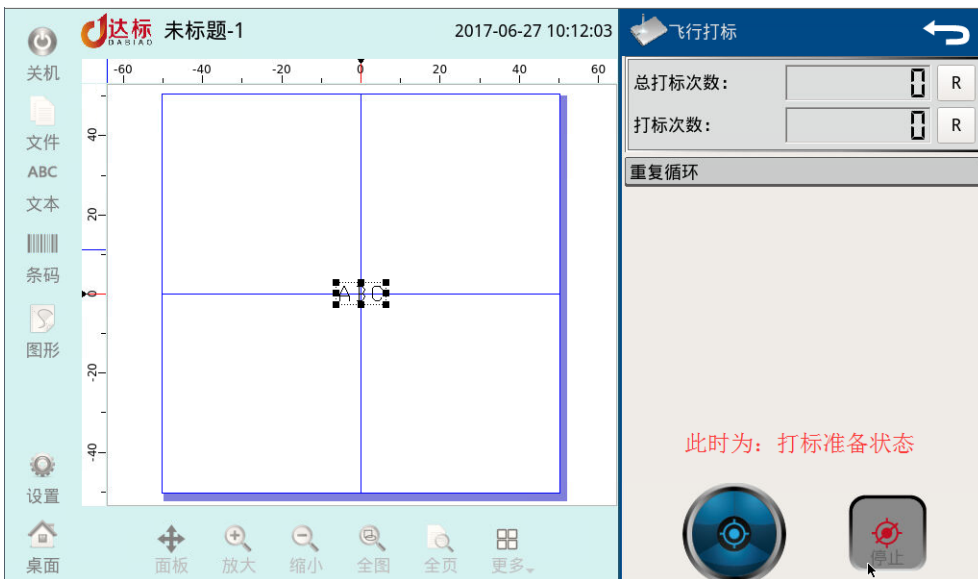 达标 未标题-1 2017-06-27 10:12:03
DABIAO
飞行打标
关机
文件
ABC
文本
条码
图形
设置
桌面
-60 -40 -20 0 20 40 60
40
20
0
-20
-40
ABC
总打标次数: 0 R
打标次数: 0 R
重复循环
此时为：打标准备状态
停止
面板 放大 缩小 全图 全页 更多